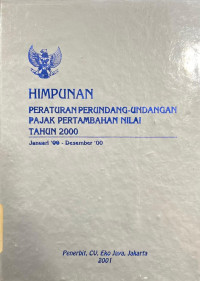 HIMPUNAN
PERATURAN PERUNDANG-UNDANGAN
PAJAK PERTAMBAHAN NILAI
TAHUN 2000
Januari '00 - Desember '00
Penerbit, CV. Eko Jaya, Jakarta
2001